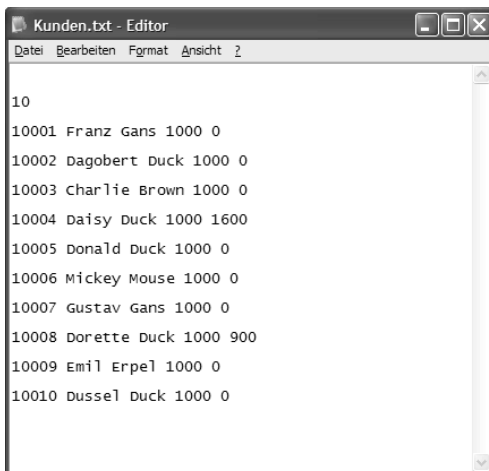 Kunden.txt - Editor
Datei Bearbeiten Format Ansicht ?
10
10001 Franz Gans 1000 0
10002 Dagobert Duck 1000 0
10003 Charlie Brown 1000 0
10004 Daisy Duck 1000 1600
10005 Donald Duck 1000 0
10006 Mickey Mouse 1000 0
10007 Gustav Gans 1000 0
10008 Dorette Duck 1000 900
10009 Emil Erpel 1000 0
10010 Dussel Duck 1000 0